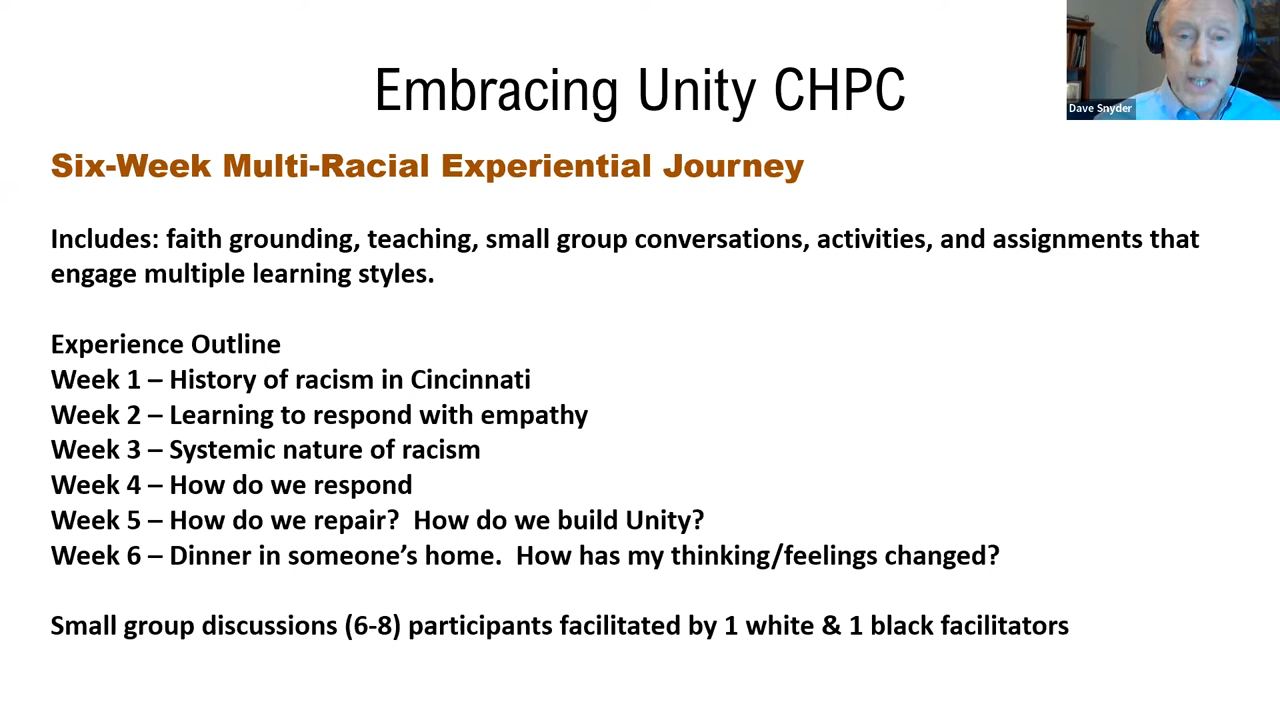 Embracing Unity CHPC
Dave Snyder
Six-Week Multi-Racial Experiential Journey
Includes: faith grounding, teaching, small group conversations, activities, and assignments that
engage multiple learning styles.
Experience Outline
Week 1 – History of racism in Cincinnati
Week 2 – Learning to respond with empathy
Week 3 – Systemic nature of racism
Week 4 – How do we respond
Week 5 – How do we repair?  How do we build Unity?
Week 6 – Dinner in someone’s home.  How has my thinking/feelings changed?
Small group discussions (6-8) participants facilitated by 1 white & 1 black facilitators